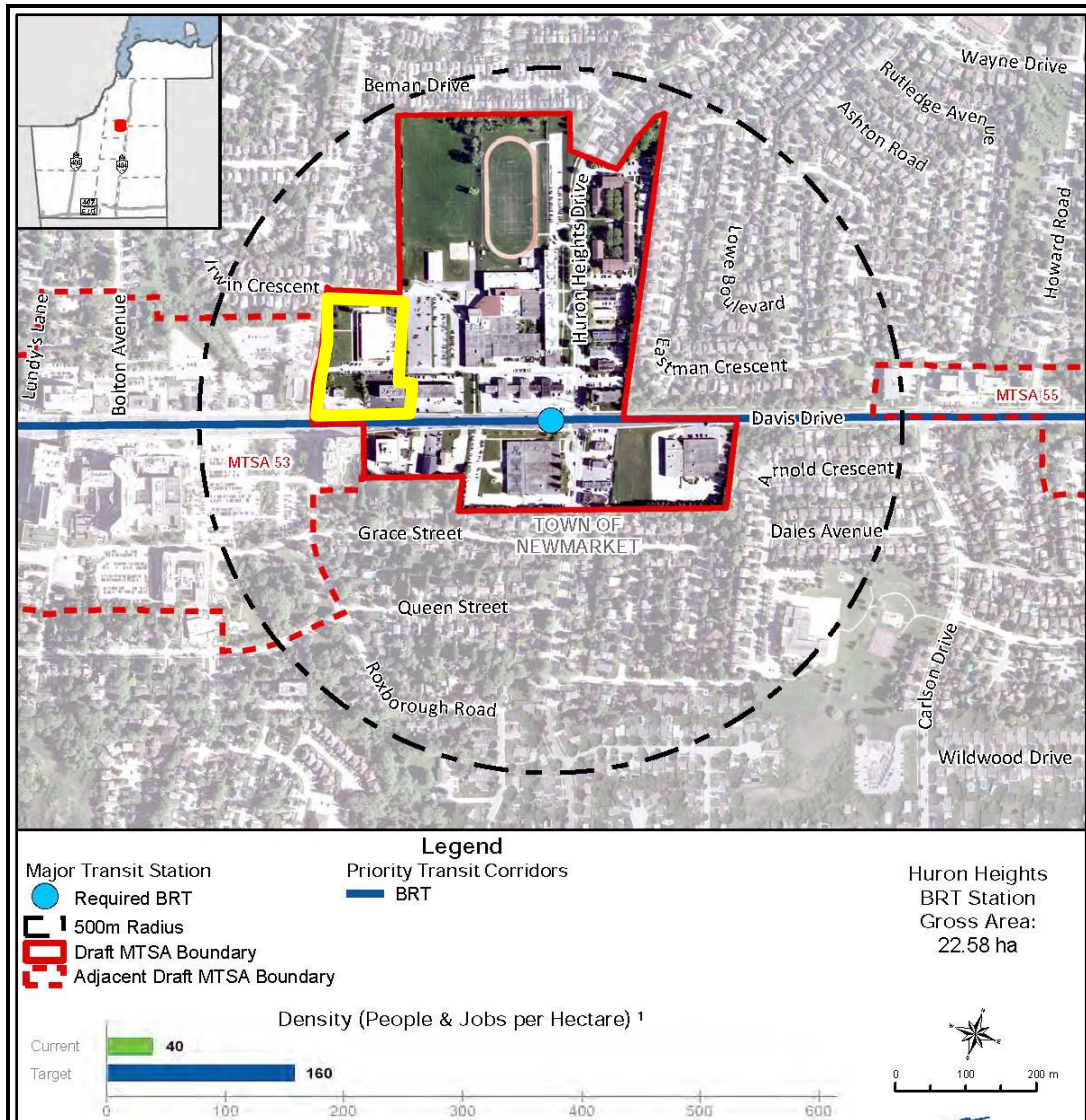 Wayne Drive
Beman Drive
Rutledge Avenue
Ashton Road
Huron Heights Drive
Howard Road
Lowe Boulevard
Irwin Crescent
Lundy's Lane
Bolton Avenue
Eastman Crescent
MTSA 55
Davis Drive
MTSA 53
Arnold Crescent
Grace Street
TOWN OF
NEWMARKET
Dales Avenue
Queen Street
Roxborough Road
Carlson Drive
Wildwood Drive
Legend
Major Transit Station
Required BRT
500m Radius
Draft MTSA Boundary
Adjacent Draft MTSA Boundary
Priority Transit Corridors
BRT
Huron Heights
BRT Station
Gross Area:
22.58 ha
Density (People & Jobs per Hectare) ¹
Current 40
Target 160
0 100 200 300 400 500 600
0 100 200 m